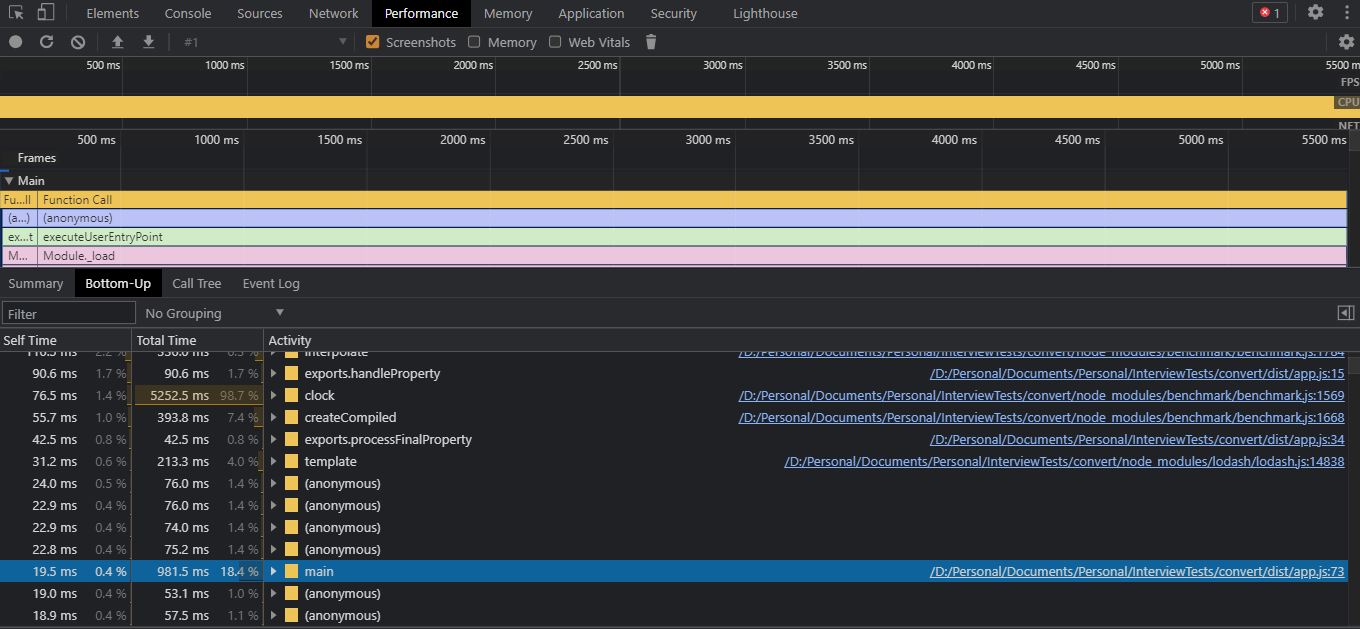 Elements Console Sources Network Performance Memory Application Security Lighthouse 1
#1 Screenshots Memory Web Vitals
500 ms 1000 ms 1500 ms 2000 ms 2500 ms 3000 ms 3500 ms 4000 ms 4500 ms 5000 ms 5500 m
FPS
CPU
NET
500 ms 1000 ms 1500 ms 2000 ms 2500 ms 3000 ms 3500 ms 4000 ms 4500 ms 5000 ms 5500 ms
Frames
Main
Fu...ll Function Call
(a...) (anonymous)
ex...t executeUserEntryPoint
M... Module._load
Summary Bottom-Up Call Tree Event Log
Filter No Grouping
Self Time Total Time Activity
interpolate /D:/Personal/Documents/Personal/InterviewTests/convert/node_modules/benchmark/benchmark.js:1784
90.6 ms 1.7 % 90.6 ms 1.7 % exports.handleProperty /D:/Personal/Documents/Personal/InterviewTests/convert/dist/app.js:15
76.5 ms 1.4 % 5252.5 ms 98.7 % clock /D:/Personal/Documents/Personal/InterviewTests/convert/node_modules/benchmark/benchmark.js:1569
55.7 ms 1.0 % 393.8 ms 7.4 % createCompiled /D:/Personal/Documents/Personal/InterviewTests/convert/node_modules/benchmark/benchmark.js:1668
42.5 ms 0.8 % 42.5 ms 0.8 % exports.processFinalProperty /D:/Personal/Documents/Personal/InterviewTests/convert/dist/app.js:34
31.2 ms 0.6 % 213.3 ms 4.0 % template /D:/Personal/Documents/Personal/InterviewTests/convert/node_modules/lodash/lodash.js:14838
24.0 ms 0.5 % 76.0 ms 1.4 % (anonymous)
22.9 ms 0.4 % 76.0 ms 1.4 % (anonymous)
22.9 ms 0.4 % 74.0 ms 1.4 % (anonymous)
22.8 ms 0.4 % 75.2 ms 1.4 % (anonymous)
19.5 ms 0.4 % 981.5 ms 18.4 % main /D:/Personal/Documents/Personal/InterviewTests/convert/dist/app.js:73
19.0 ms 0.4 % 53.1 ms 1.0 % (anonymous)
18.9 ms 0.4 % 57.5 ms 1.1 % (anonymous)